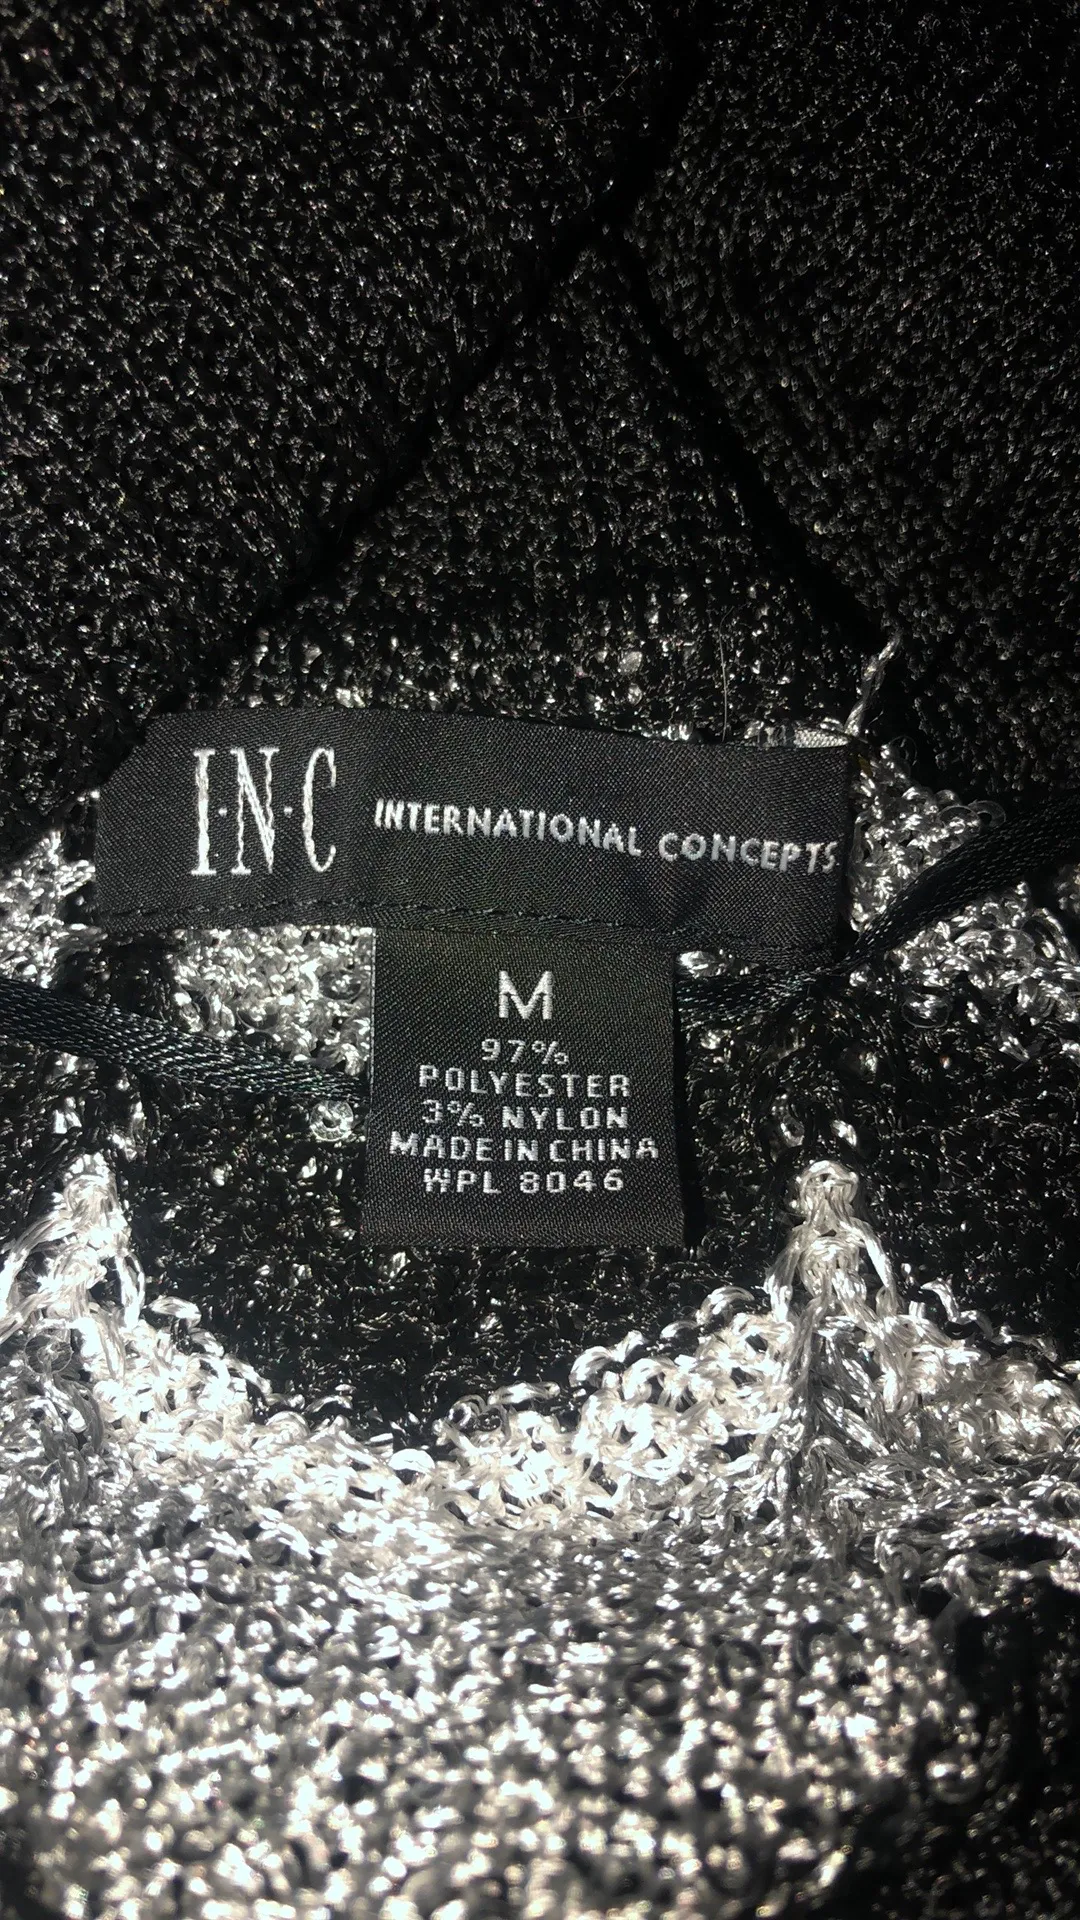 I·N·C INTERNATIONAL CONCEPTS
M
97%
POLYESTER
3% NYLON
MADE IN CHINA
WPL 8046